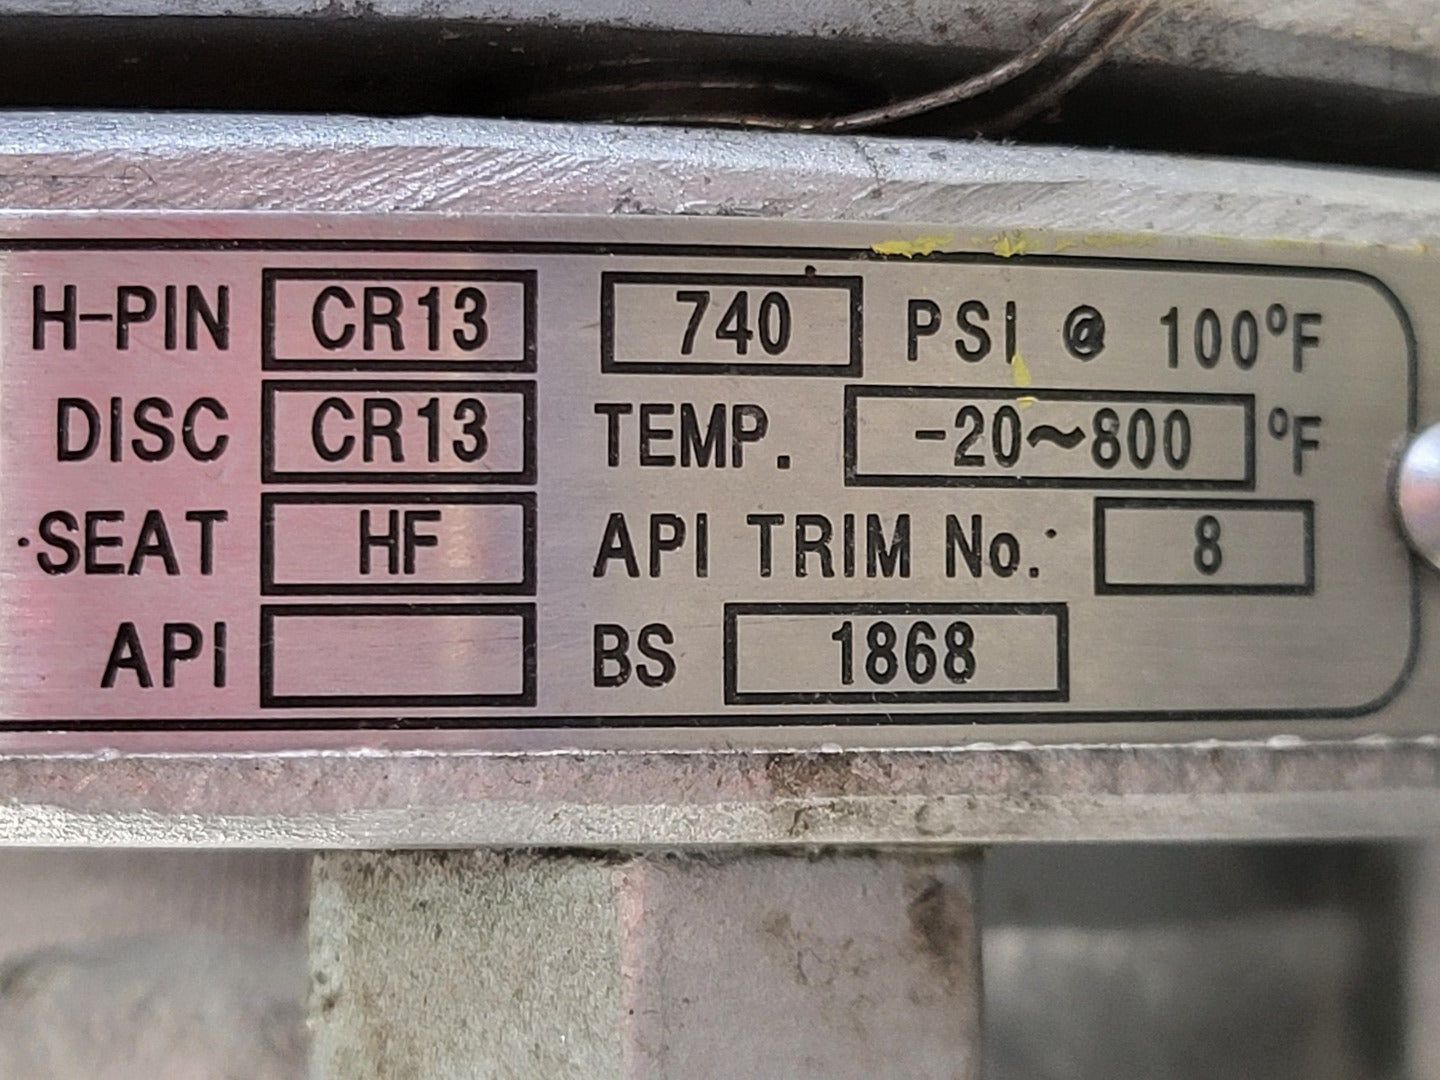 H-PIN CR13 740 PSI @ 100°F
DISC CR13 TEMP. -20~800 °F
SEAT HF API TRIM No.: 8
API BS 1868